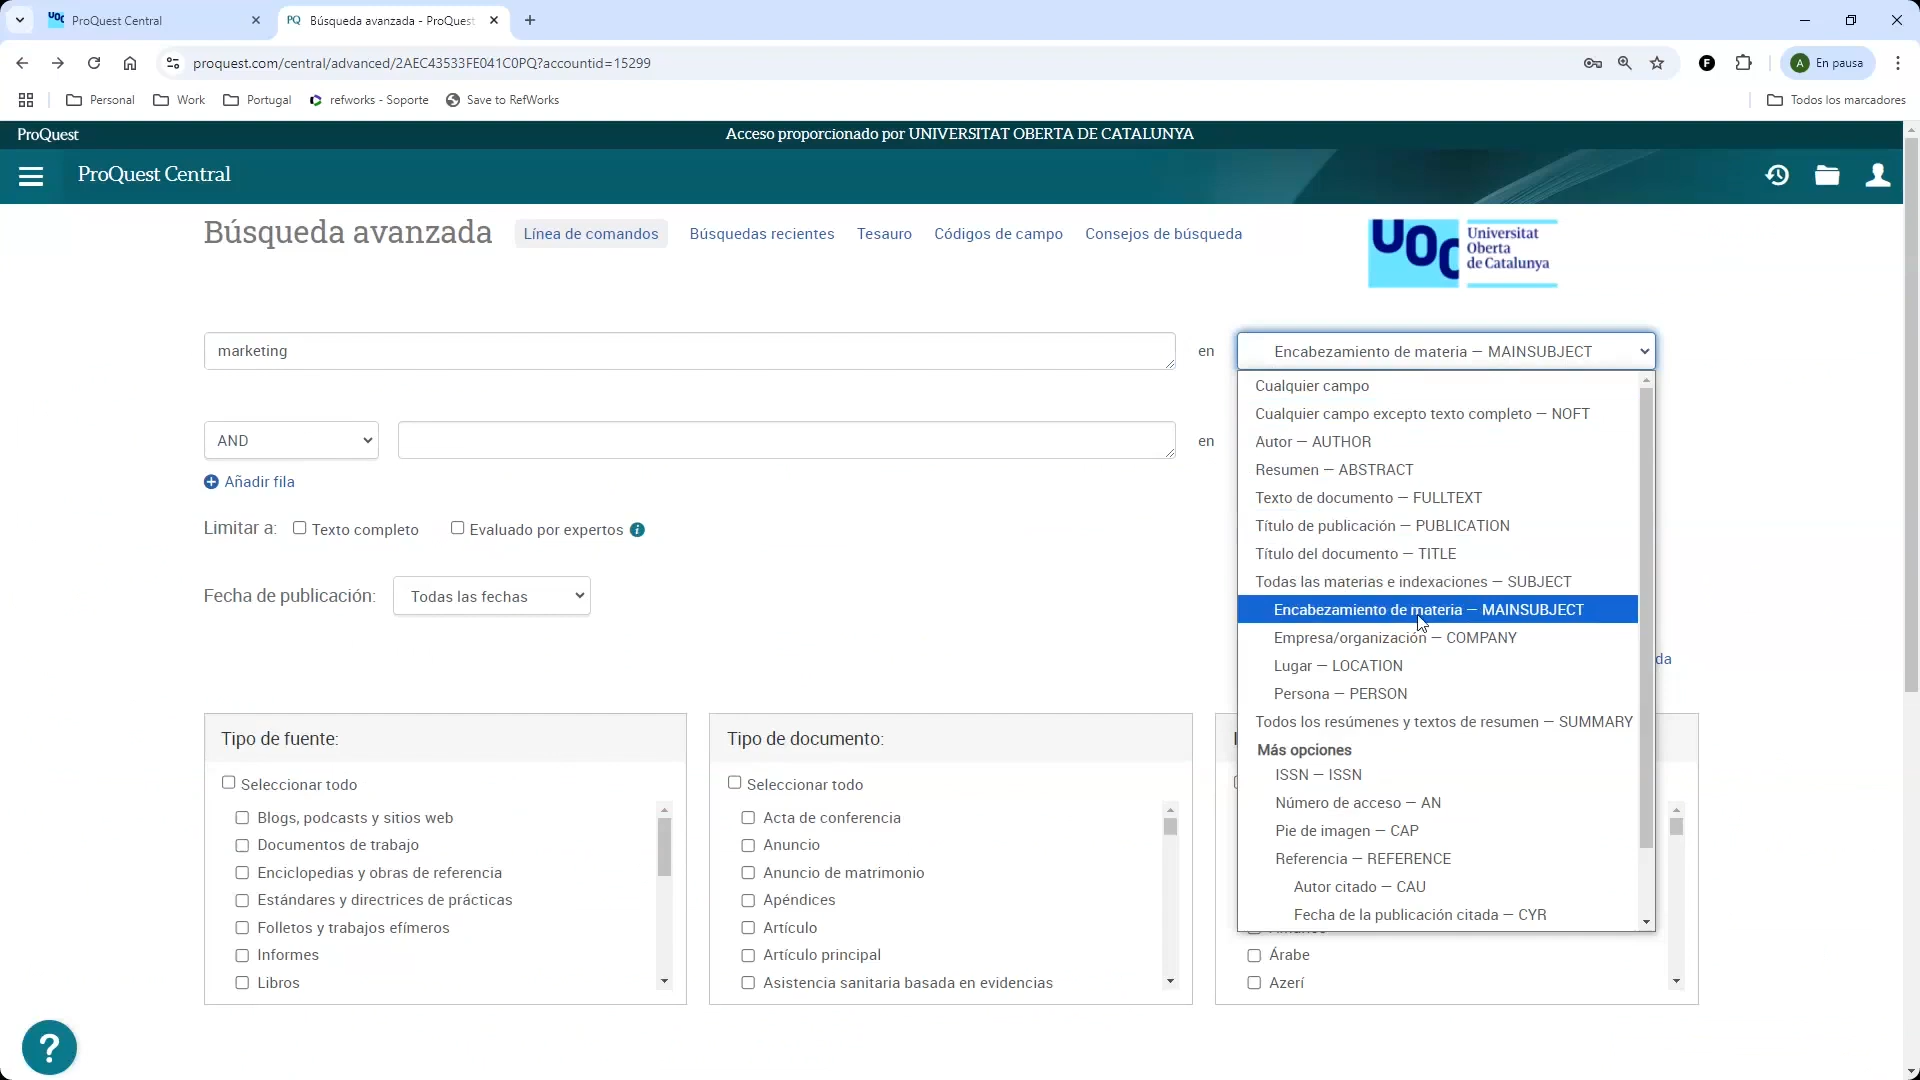 ProQuest Central
Búsqueda avanzada - ProQuest
proquest.com/central/advanced/2AEC43533FE041C0PQ?accountid=15299
A En pausa
Personal
Work
Portugal
refworks - Soporte
Save to RefWorks
Todos los marcadores
ProQuest
Acceso proporcionado por UNIVERSITAT OBERTA DE CATALUNYA
ProQuest Central
Búsqueda avanzada
Línea de comandos
Búsquedas recientes
Tesauro
Códigos de campo
Consejos de búsqueda
UOC
Universitat
Oberta
de Catalunya
marketing
en
Encabezamiento de materia — MAINSUBJECT
Cualquier campo
Cualquier campo excepto texto completo — NOFT
Autor — AUTHOR
Resumen — ABSTRACT
Texto de documento — FULLTEXT
Título de publicación — PUBLICATION
Título del documento — TITLE
Todas las materias e indexaciones — SUBJECT
Encabezamiento de materia — MAINSUBJECT
Empresa/organización — COMPANY
Lugar — LOCATION
Persona — PERSON
Todos los resúmenes y textos de resumen — SUMMARY
Más opciones
ISSN — ISSN
Número de acceso — AN
Pie de imagen — CAP
Referencia — REFERENCE
Autor citado — CAU
Fecha de la publicación citada — CYR
AND
en
Añadir fila
Limitar a:
Texto completo
Evaluado por expertos
Fecha de publicación:
Todas las fechas
da
Tipo de fuente:
Seleccionar todo
Blogs, podcasts y sitios web
Documentos de trabajo
Enciclopedias y obras de referencia
Estándares y directrices de prácticas
Folletos y trabajos efímeros
Informes
Libros
Tipo de documento:
Seleccionar todo
Acta de conferencia
Anuncio
Anuncio de matrimonio
Apéndices
Artículo
Artículo principal
Asistencia sanitaria basada en evidencias
Árabe
Azerí
?